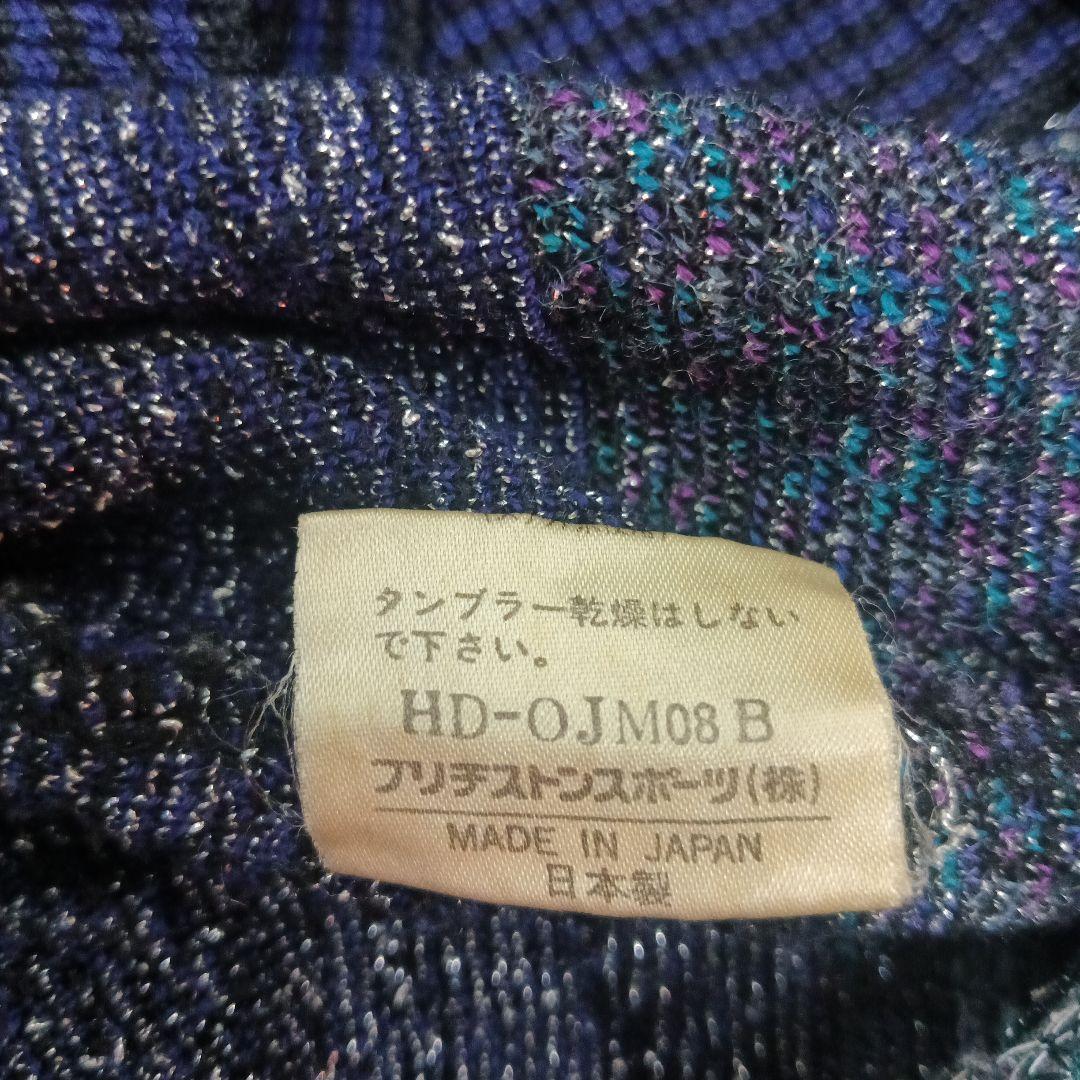 タンブラー乾燥はしない
で下さい。
HD-OJM08B
ブリヂストンスポーツ(株)
MADE IN JAPAN
日本製